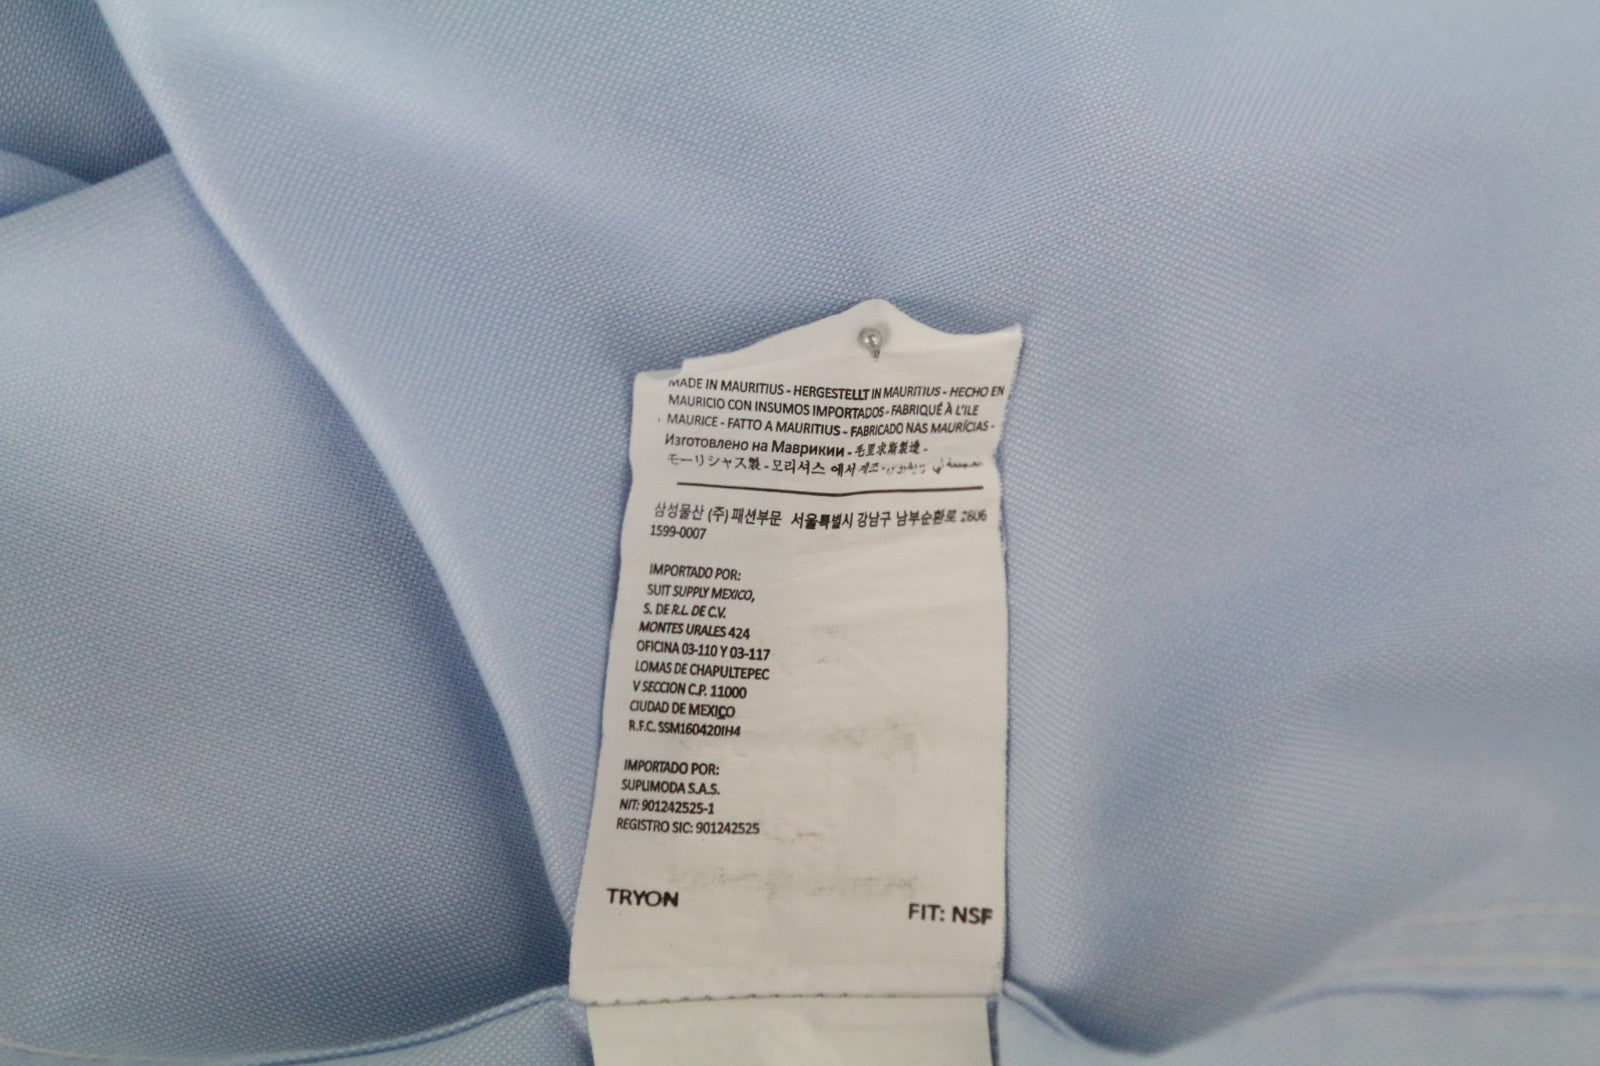 MADE IN MAURITIUS - HERGESTELLT IN MAURITIUS - HECHO EN
MAURICIO CON INSUMOS IMPORTADOS - FABRIQUÉ À L'ILE
MAURICE - FATTO A MAURITIUS - FABRICADO NAS MAURÍCIAS -
Изготовлено на Маврикии - 毛里求斯製造 -
モーリシャス製 - 모리셔스 에서 제조 -
삼성물산 (주) 패션부문 서울특별시 강남구 남부순환로 2806
1599-0007
IMPORTADO POR:
SUIT SUPPLY MEXICO,
S. DE R.L. DE C.V.
MONTES URALES 424
OFICINA 03-110 Y 03-117
LOMAS DE CHAPULTEPEC
V SECCION C.P. 11000
CIUDAD DE MEXICO
R.F.C. SSM160420IH4
IMPORTADO POR:
SUPLIMODA S.A.S.
NIT: 901242525-1
REGISTRO SIC: 901242525
TRYON
FIT: NSF